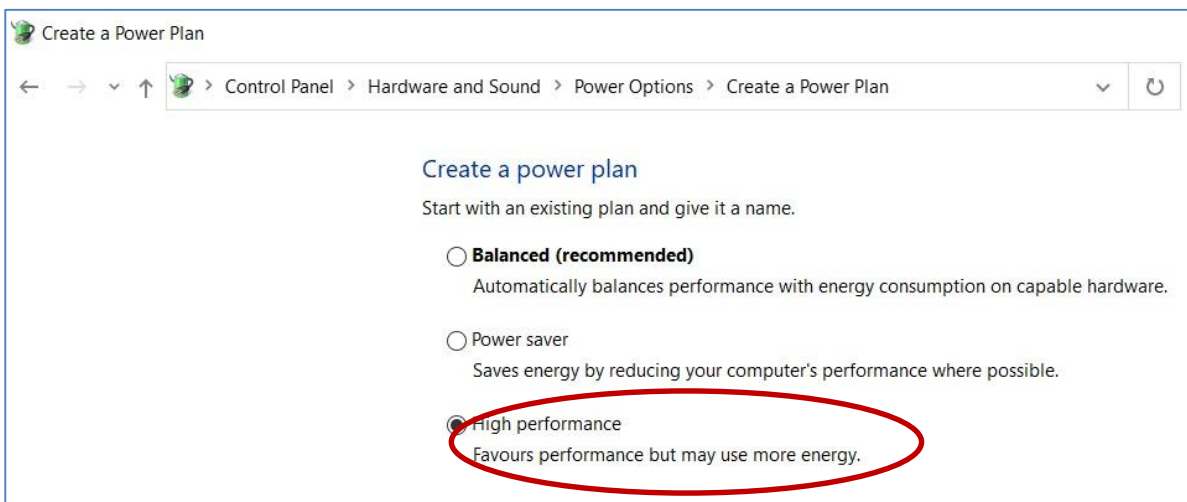 Create a Power Plan
Control Panel > Hardware and Sound > Power Options > Create a Power Plan
Create a power plan
Start with an existing plan and give it a name.
Balanced (recommended)
Automatically balances performance with energy consumption on capable hardware.
Power saver
Saves energy by reducing your computer's performance where possible.
High performance
Favours performance but may use more energy.